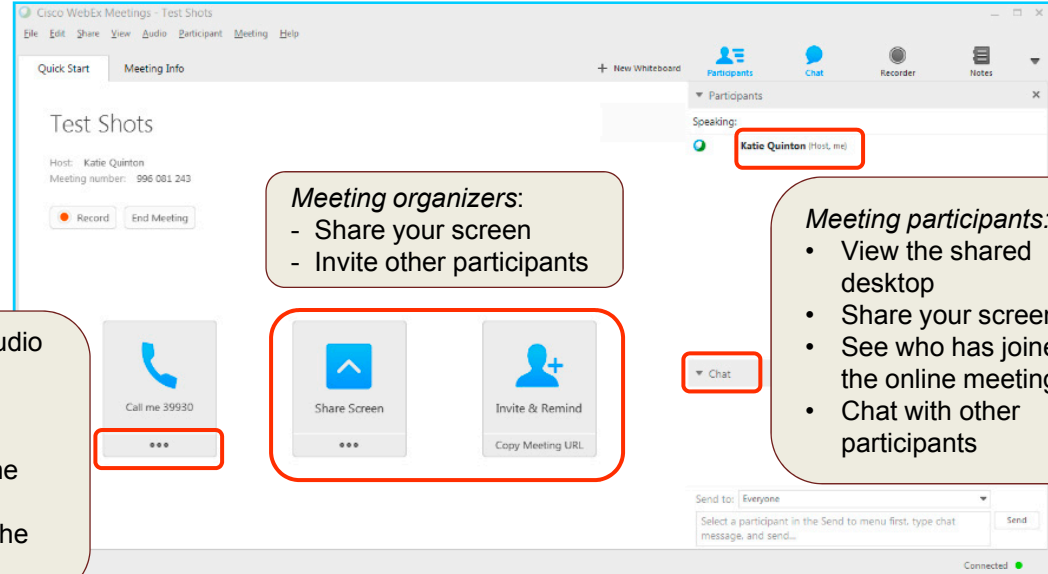 Cisco WebEx Meetings - Test Shots
File Edit Share View Audio Participant Meeting Help
Quick Start Meeting Info + New Whiteboard
Participants Chat Recorder Notes
Participants
Speaking:
Katie Quinton (Host, me)
Test Shots
Host: Katie Quinton
Meeting number: 996 081 243
Record End Meeting
Meeting organizers:
- Share your screen
- Invite other participants
Meeting participants:
• View the shared
desktop
• Share your screen
• See who has joine
the online meeting
• Chat with other
participants
udio
ne
he
Call me 39930
Share Screen
Invite & Remind
Copy Meeting URL
Chat
Send to: Everyone
Select a participant in the Send to menu first, type chat
message, and send...
Send
Connected